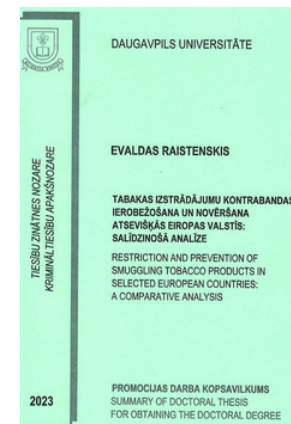 DAUGAVPILS UNIVERSITĀTE
EVALDAS RAISTENSKIS
TABAKAS IZSTRĀDĀJUMU KONTRABANDAS
IEROBEŽOŠANA UN NOVĒRŠANA
ATSEVIŠĶĀS EIROPAS VALSTĪS:
SALĪDZINOŠĀ ANALĪZE
RESTRICTION AND PREVENTION OF
SMUGGLING TOBACCO PRODUCTS IN
SELECTED EUROPEAN COUNTRIES:
A COMPARATIVE ANALYSIS
TIESĪBU ZINĀTNES NOZARE
KRIMINĀLTIESĪBU APAKŠNOZARE
2023
PROMOCIJAS DARBA KOPSAVILKUMS
SUMMARY OF DOCTORAL THESIS
FOR OBTAINING THE DOCTORAL DEGREE